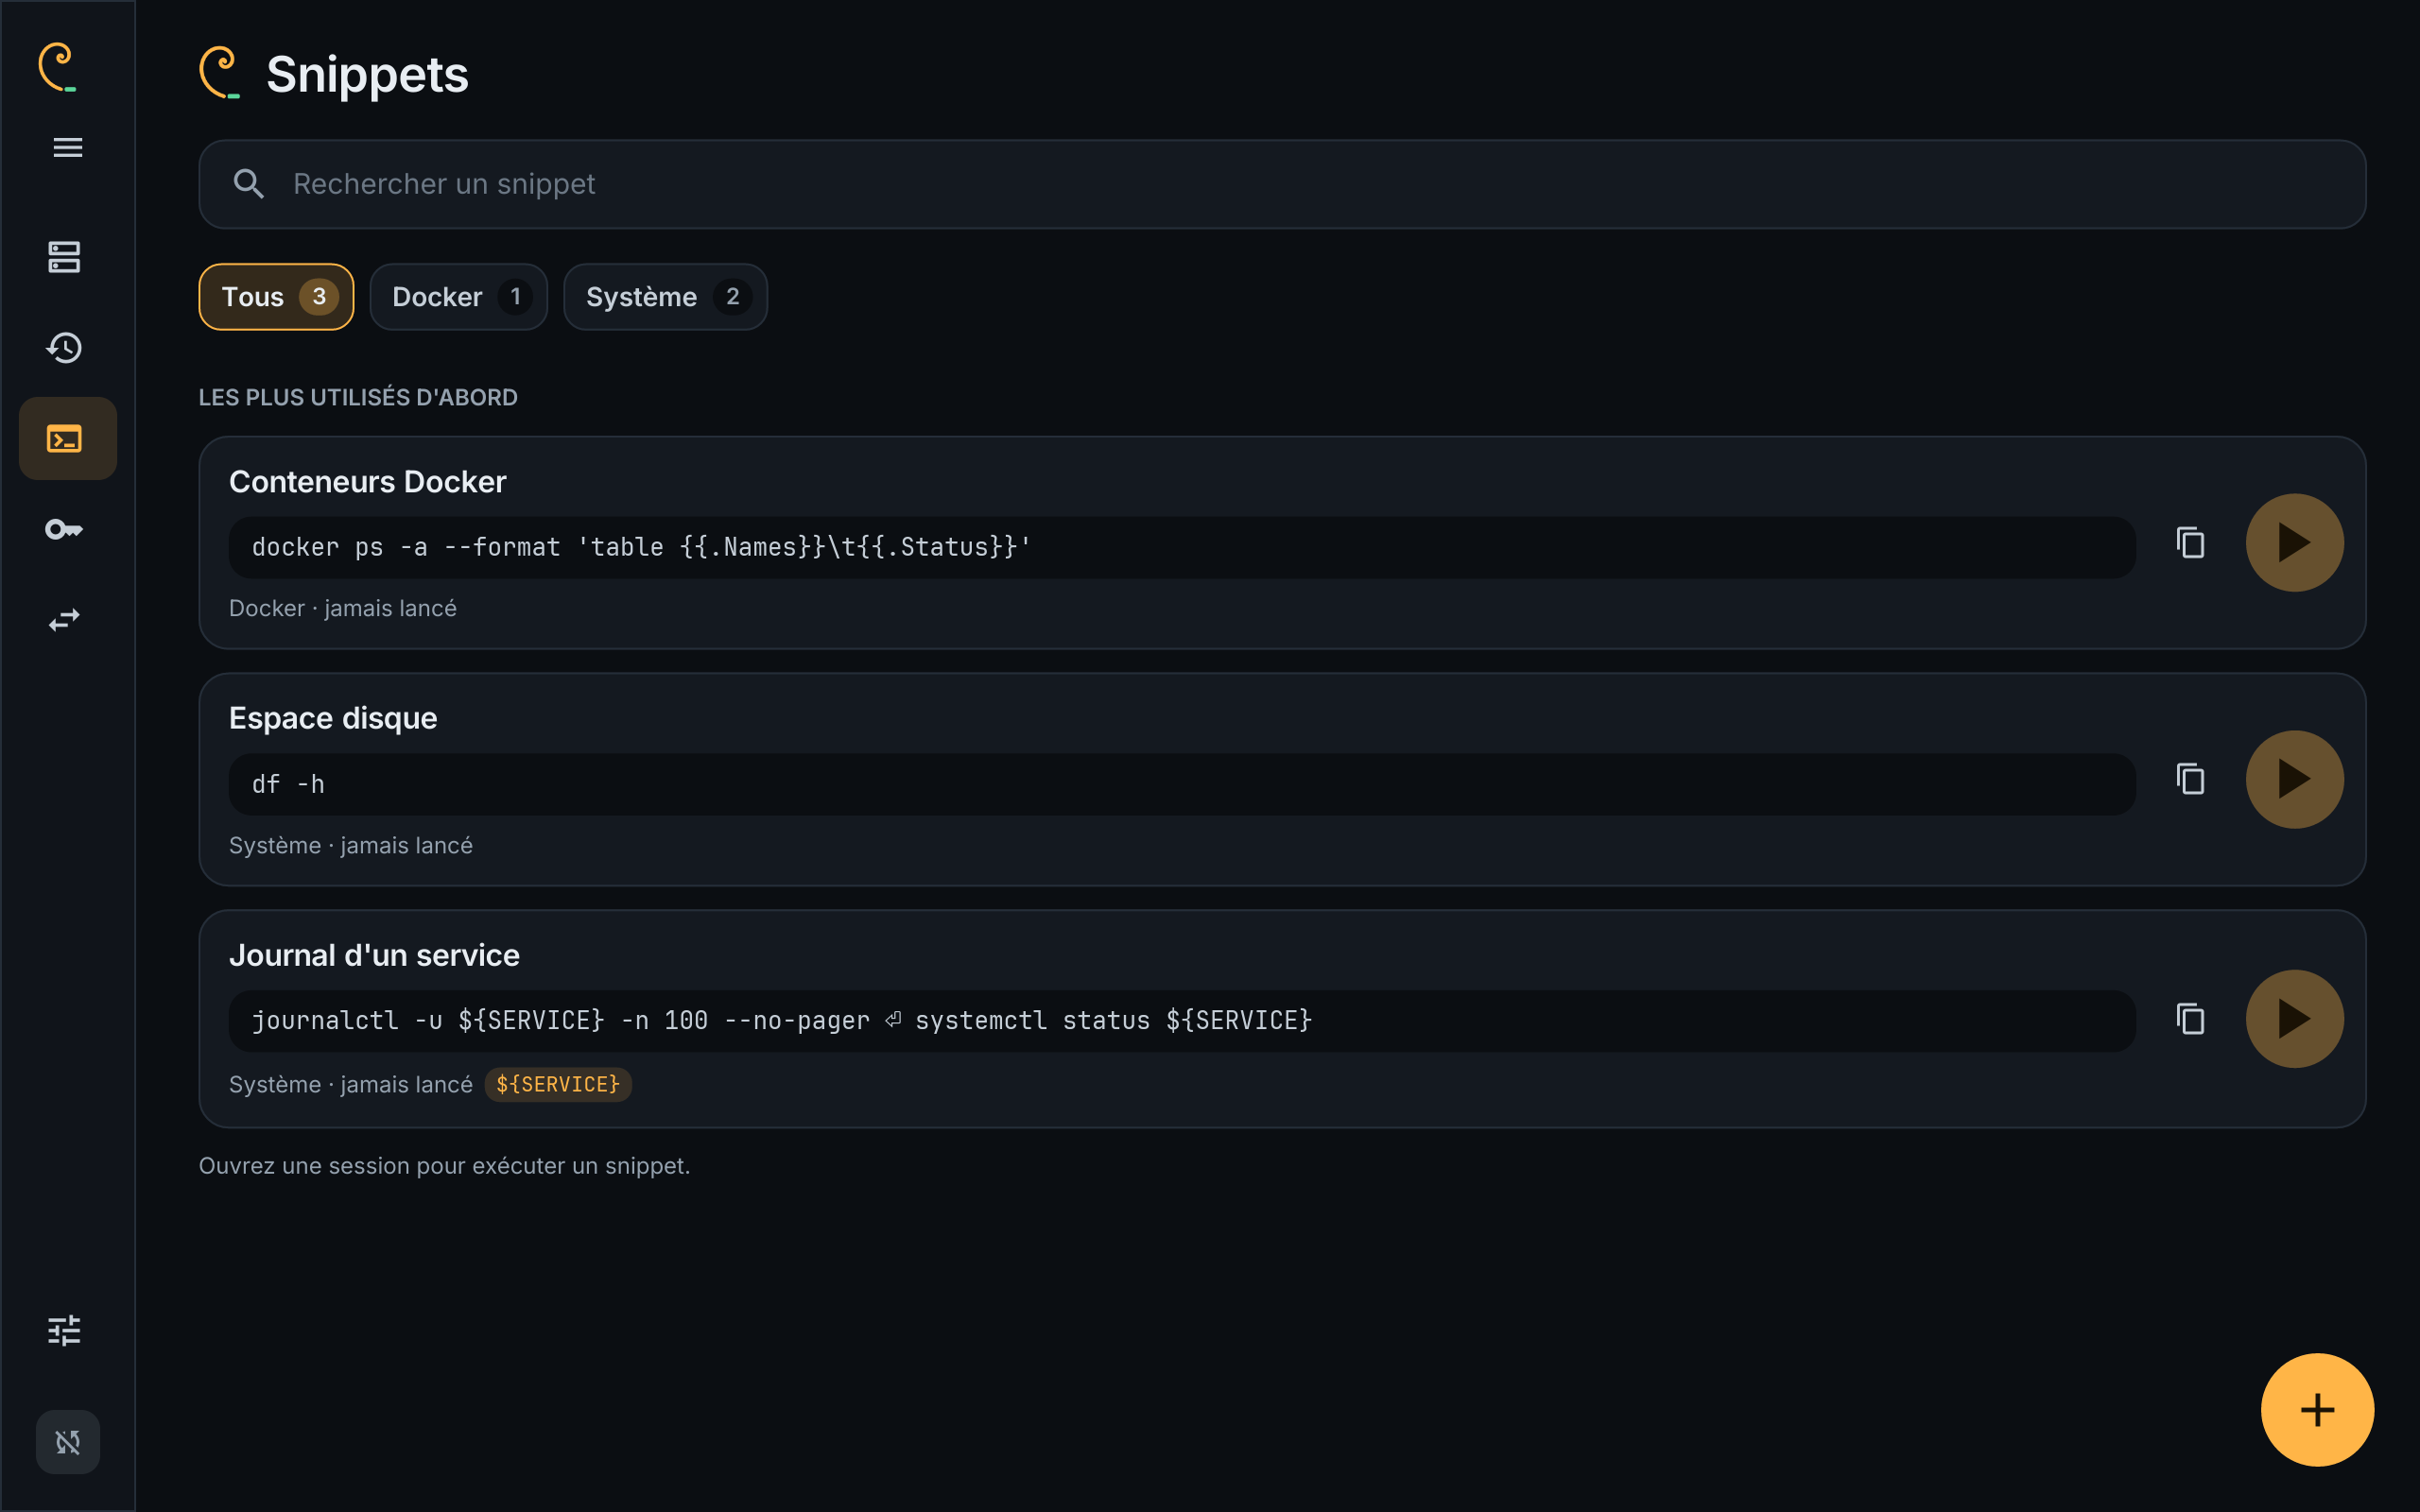 Snippets
Rechercher un snippet
Tous 3 Docker 1 Système 2
LES PLUS UTILISÉS D'ABORD
Conteneurs Docker
docker ps -a --format 'table {{.Names}}\t{{.Status}}'
Docker · jamais lancé
Espace disque
df -h
Système · jamais lancé
Journal d'un service
journalctl -u ${SERVICE} -n 100 --no-pager ⏎ systemctl status ${SERVICE}
Système · jamais lancé ${SERVICE}
Ouvrez une session pour exécuter un snippet.